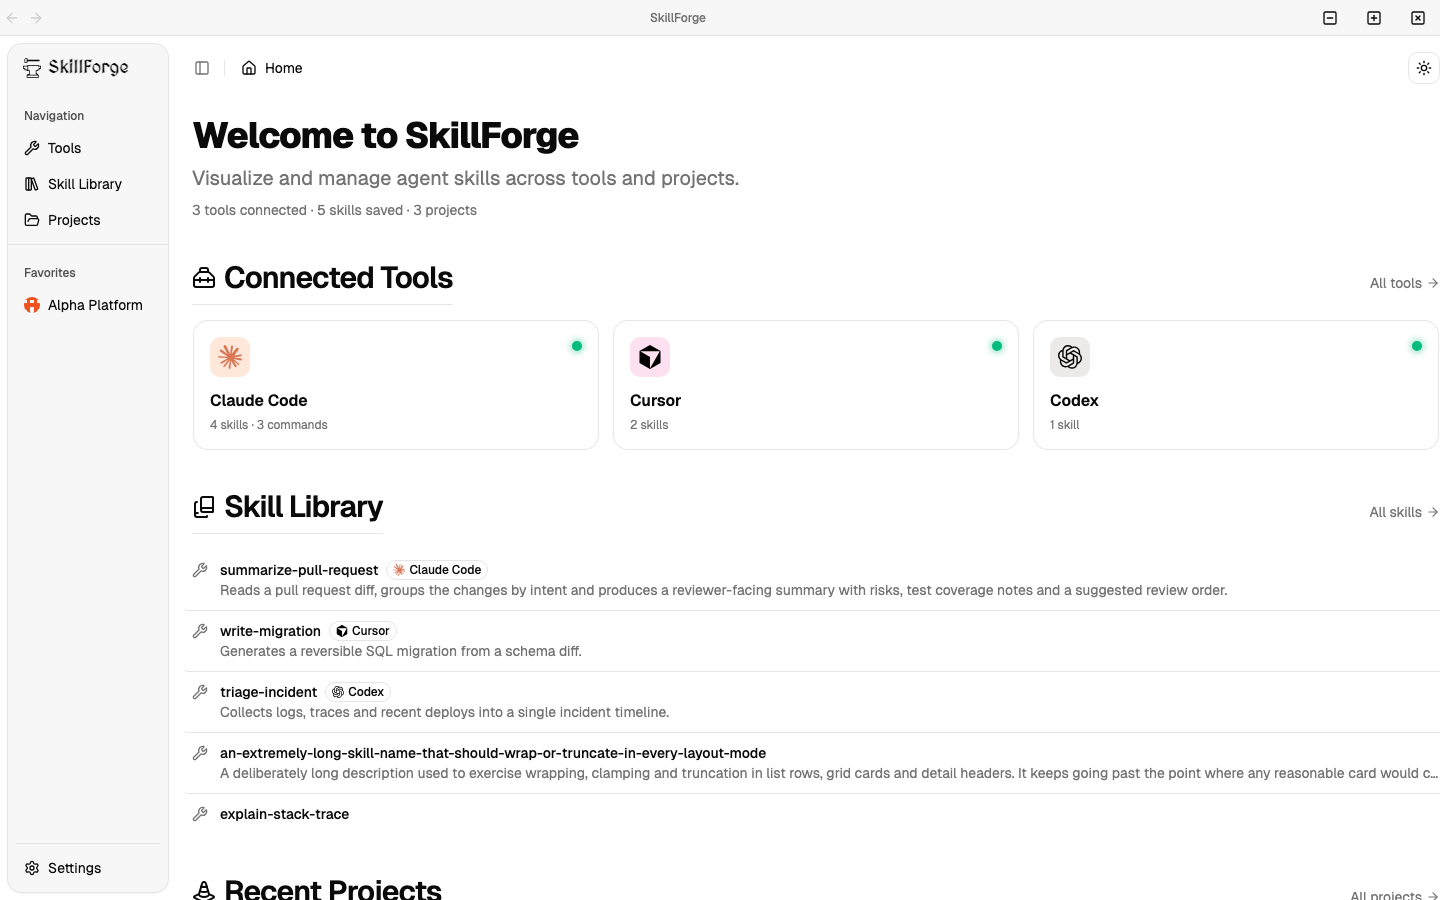 SkillForge
SkillForge
Home
Navigation
Tools
Skill Library
Projects
Favorites
Alpha Platform
Settings
Welcome to SkillForge
Visualize and manage agent skills across tools and projects.
3 tools connected · 5 skills saved · 3 projects
Connected Tools
All tools →
Claude Code
4 skills · 3 commands
Cursor
2 skills
Codex
1 skill
Skill Library
All skills →
summarize-pull-request Claude Code
Reads a pull request diff, groups the changes by intent and produces a reviewer-facing summary with risks, test coverage notes and a suggested review order.
write-migration Cursor
Generates a reversible SQL migration from a schema diff.
triage-incident Codex
Collects logs, traces and recent deploys into a single incident timeline.
an-extremely-long-skill-name-that-should-wrap-or-truncate-in-every-layout-mode
A deliberately long description used to exercise wrapping, clamping and truncation in list rows, grid cards and detail headers. It keeps going past the point where any reasonable card would c...
explain-stack-trace
Recent Projects
All projects →